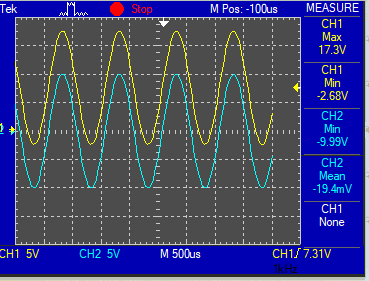 Tek Stop M Pos: -100us MEASURE
CH1
Max
17.3V
CH1
Min
-2.68V
CH2
Min
-9.99V
CH2
Mean
-19.4mV
CH1
None
CH1 5V CH2 5V M 500us CH1 7.31V